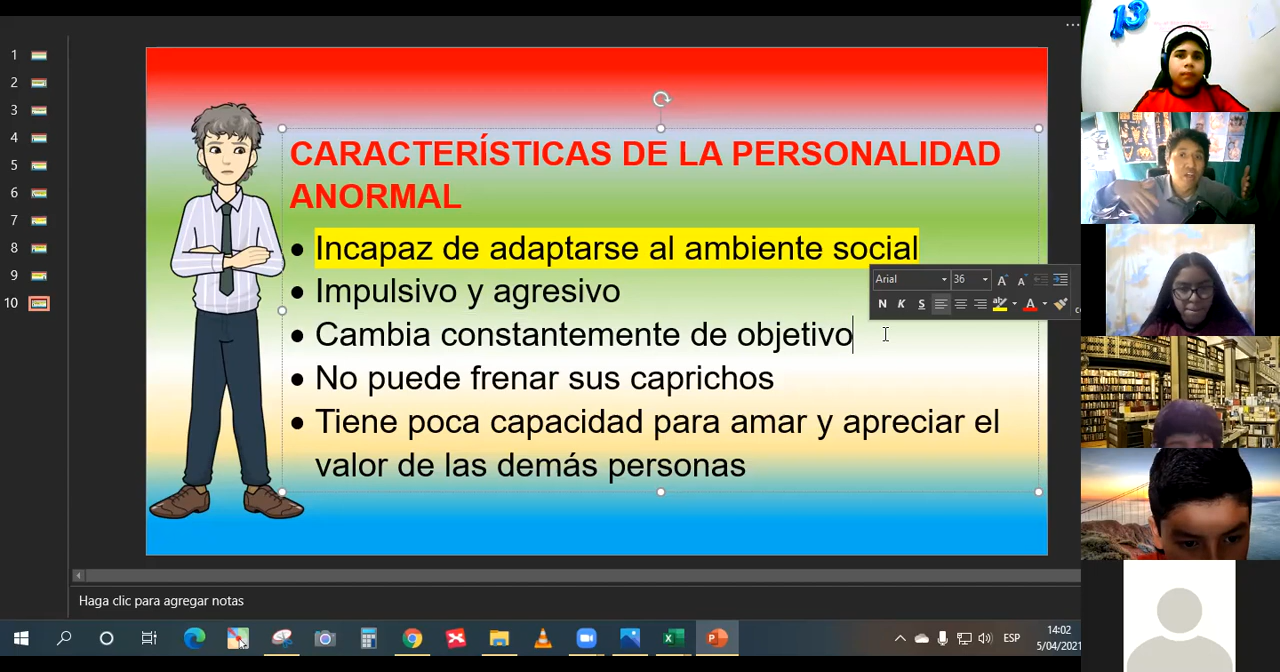 1
2
3
4
5
6
7
8
9
10
CARACTERÍSTICAS DE LA PERSONALIDAD
ANORMAL
• Incapaz de adaptarse al ambiente social
• Impulsivo y agresivo
• Cambia constantemente de objetivo
• No puede frenar sus caprichos
• Tiene poca capacidad para amar y apreciar el
valor de las demás personas
Arial 36 A A
N K S A
Haga clic para agregar notas
ESP
14:02
5/04/2021
13